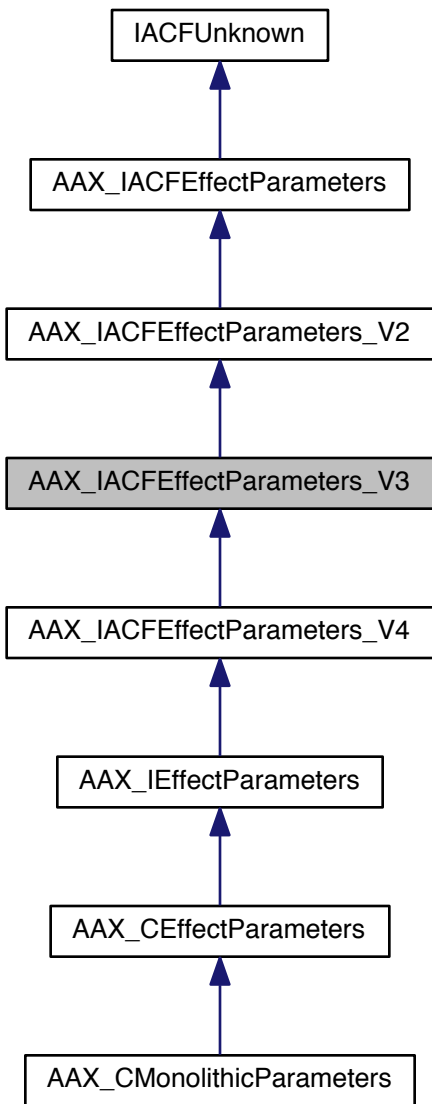 IACFUnknown
AAX_IACFEffectParameters
AAX_IACFEffectParameters_V2
AAX_IACFEffectParameters_V3
AAX_IACFEffectParameters_V4
AAX_IEffectParameters
AAX_CEffectParameters
AAX_CMonolithicParameters